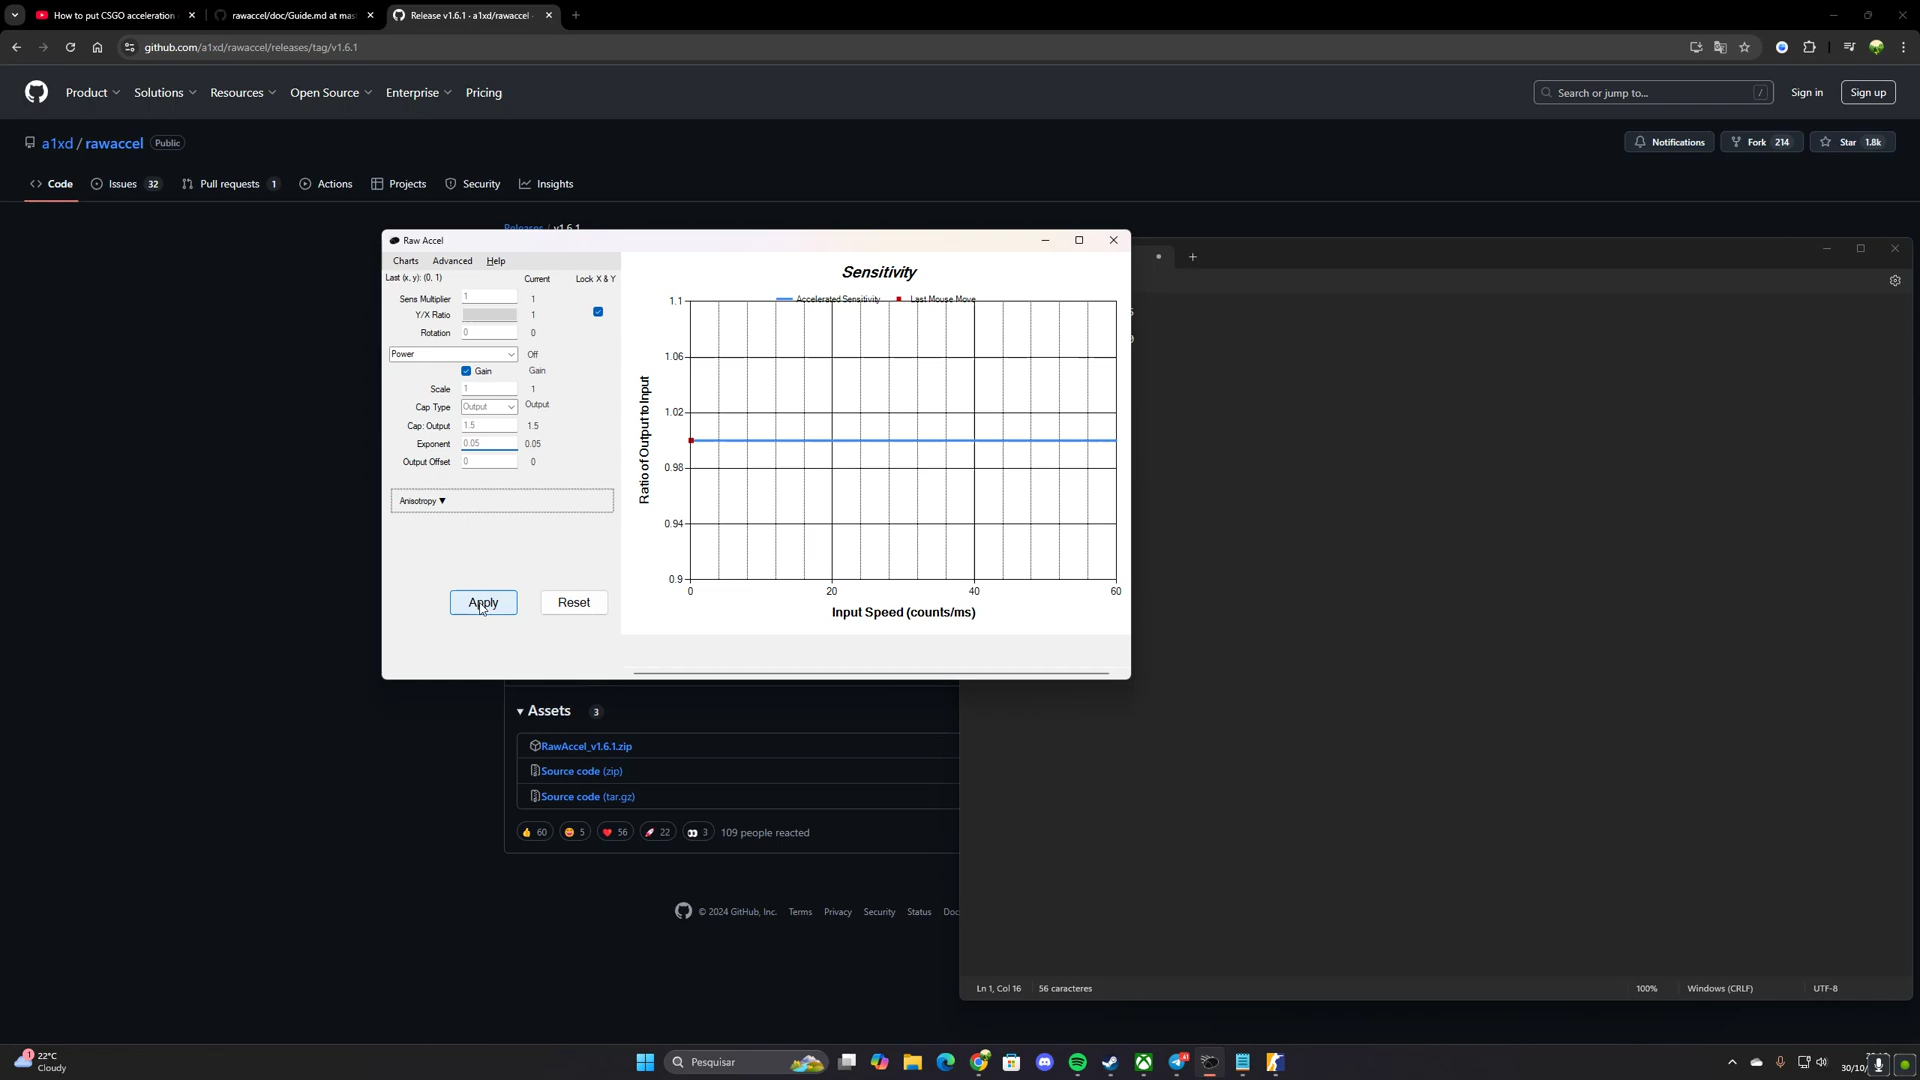 How to put CSGO acceleration
rawaccel/doc/Guide.md at mas
Release v1.6.1 · a1xd/rawaccel ·
github.com/a1xd/rawaccel/releases/tag/v1.6.1
Product
Solutions
Resources
Open Source
Enterprise
Pricing
Search or jump to...
/
Sign in
Sign up
a1xd / rawaccel
Public
Notifications
Fork 214
Star 1.8k
Code
Issues 32
Pull requests 1
Actions
Projects
Security
Insights
Releases / v1.6.1
Raw Accel
Charts
Advanced
Help
Last (x, y): (0, 1)
Current
Lock X & Y
Sens Multiplier 1 1
Y/X Ratio 1
Rotation 0 0
Power Off
Gain Gain
Scale 1 1
Cap Type Output Output
Cap: Output 1.5 1.5
Exponent 0.05 0.05
Output Offset 0 0
Anisotropy ▼
Apply
Reset
Sensitivity
Accelerated Sensitivity
Last Mouse Move
Ratio of Output to Input
1.1
1.06
1.02
0.98
0.94
0.9
0
20
40
60
Input Speed (counts/ms)
Assets 3
RawAccel_v1.6.1.zip
Source code (zip)
Source code (tar.gz)
60
5
56
22
3
109 people reacted
© 2024 GitHub, Inc.
Terms
Privacy
Security
Status
Doc
Ln 1, Col 16
56 caracteres
100%
Windows (CRLF)
UTF-8
1
22°C
Cloudy
Pesquisar
41
30/10/